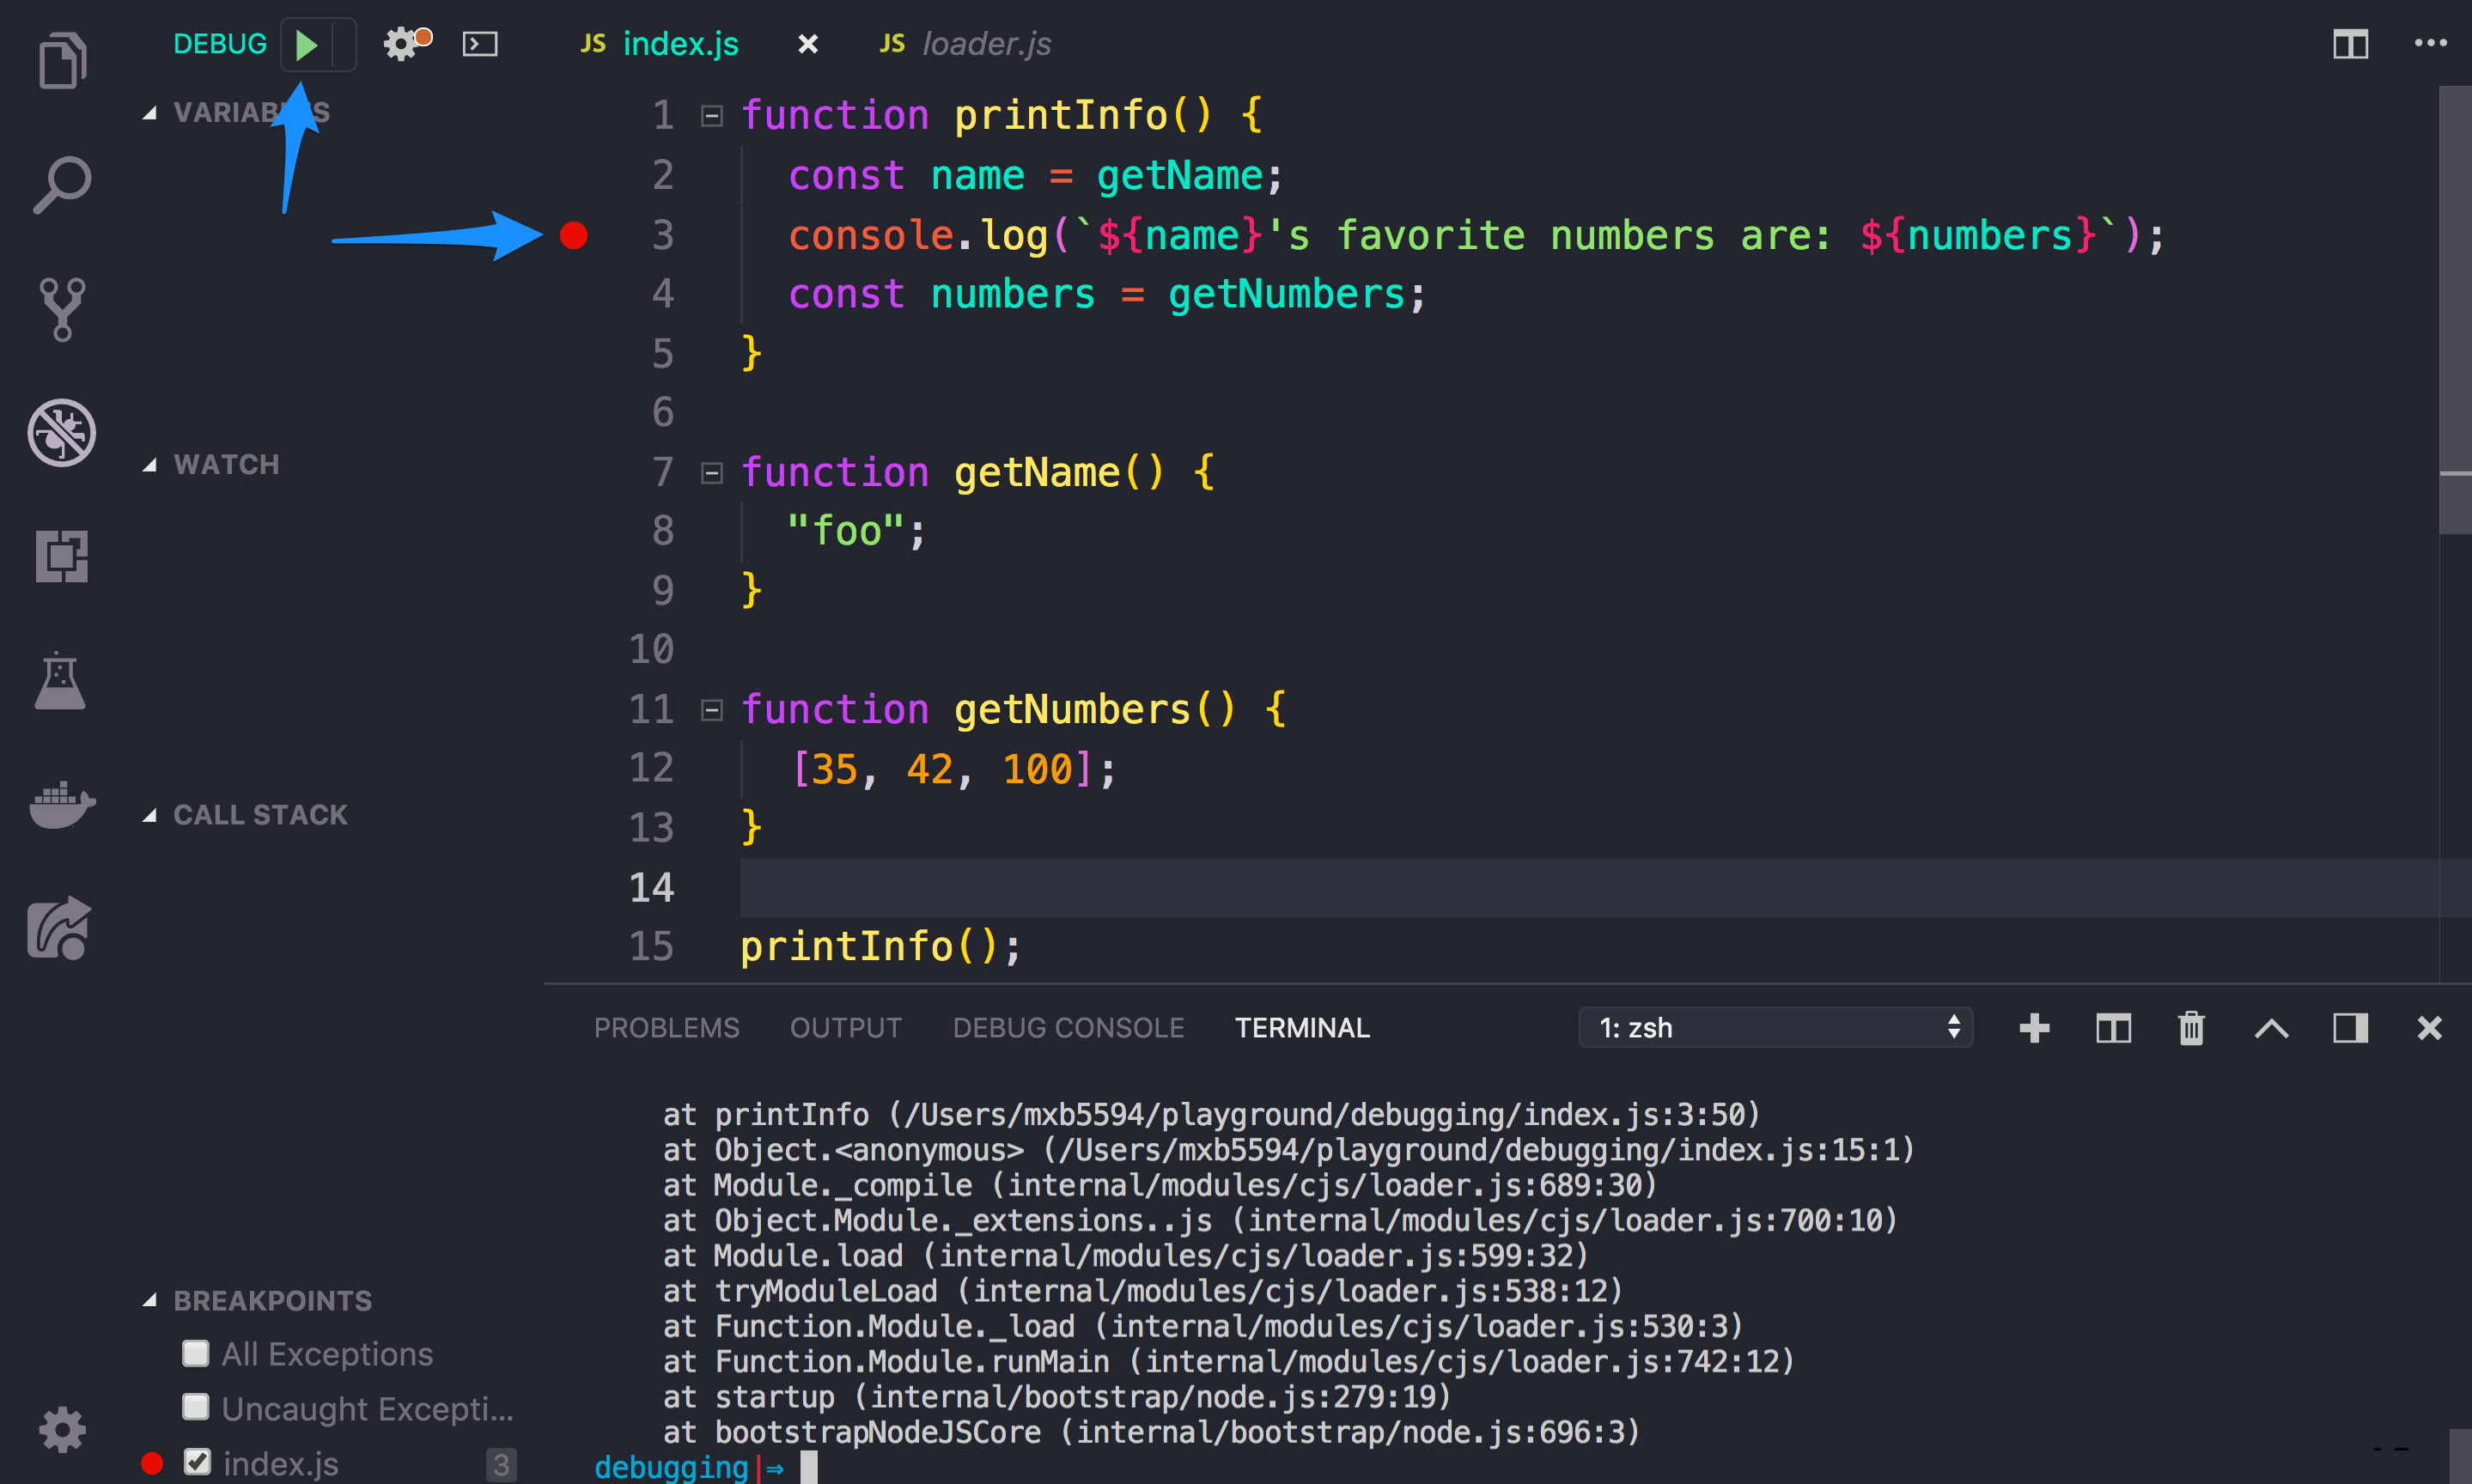 DEBUG
JS index.js
JS loader.js
VARIABLES
WATCH
CALL STACK
BREAKPOINTS
All Exceptions
Uncaught Excepti...
index.js 3
1 function printInfo() {
2 const name = getName;
3 console.log(`${name}'s favorite numbers are: ${numbers}`);
4 const numbers = getNumbers;
5 }
6
7 function getName() {
8 "foo";
9 }
10
11 function getNumbers() {
12 [35, 42, 100];
13 }
14
15 printInfo();
PROBLEMS OUTPUT DEBUG CONSOLE TERMINAL 1: zsh
at printInfo (/Users/mxb5594/playground/debugging/index.js:3:50)
at Object.<anonymous> (/Users/mxb5594/playground/debugging/index.js:15:1)
at Module._compile (internal/modules/cjs/loader.js:689:30)
at Object.Module._extensions..js (internal/modules/cjs/loader.js:700:10)
at Module.load (internal/modules/cjs/loader.js:599:32)
at tryModuleLoad (internal/modules/cjs/loader.js:538:12)
at Function.Module._load (internal/modules/cjs/loader.js:530:3)
at Function.Module.runMain (internal/modules/cjs/loader.js:742:12)
at startup (internal/bootstrap/node.js:279:19)
at bootstrapNodeJSCore (internal/bootstrap/node.js:696:3)
debugging|⇒